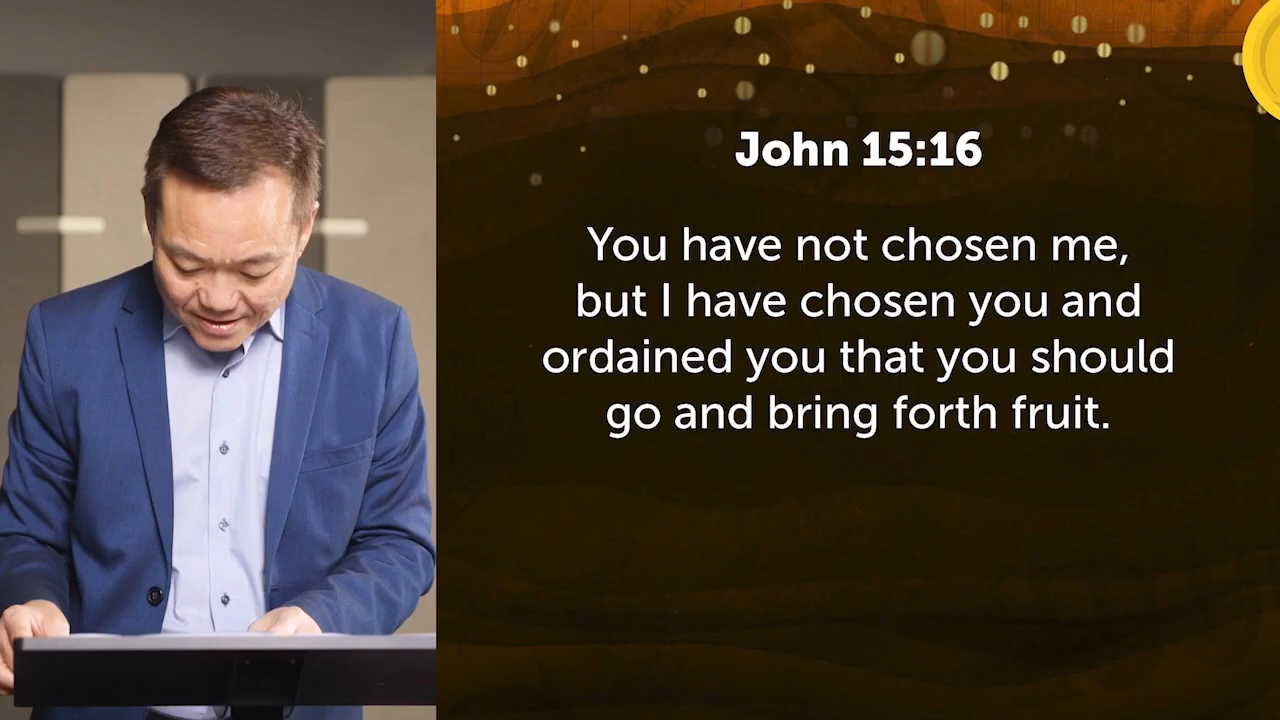 John 15:16
You have not chosen me,
but I have chosen you and
ordained you that you should
go and bring forth fruit.